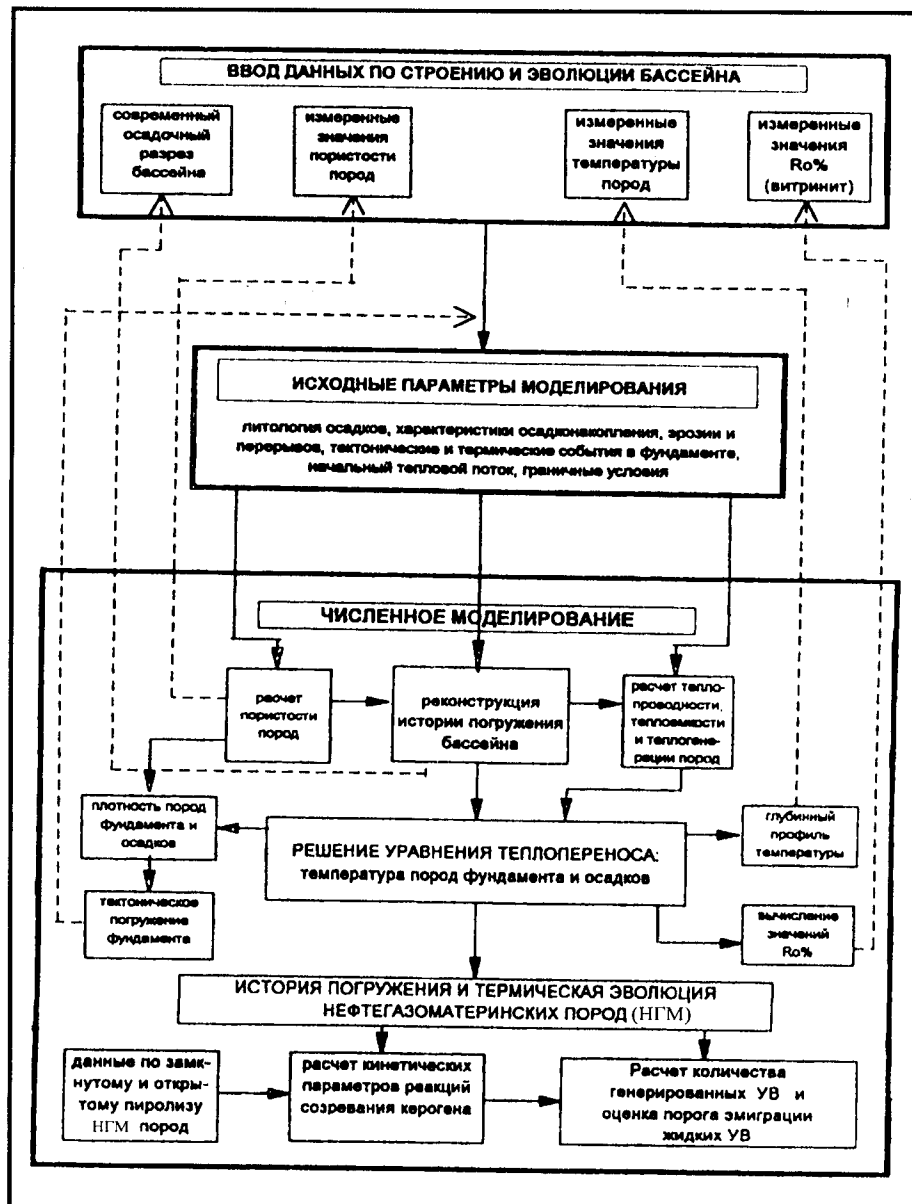 ВВОД ДАННЫХ ПО СТРОЕНИЮ И ЭВОЛЮЦИИ БАССЕЙНА
современный
осадочный
разрез
бассейна
измеренные
значения
пористости
пород
измеренные
значения
температуры
пород
измеренные
значения
Ro%
(витринит)
ИСХОДНЫЕ ПАРАМЕТРЫ МОДЕЛИРОВАНИЯ
литология осадков, характеристики осадконакопления, эрозии и
перерывов, тектонические и термические события в фундаменте,
начальный тепловой поток, граничные условия
ЧИСЛЕННОЕ МОДЕЛИРОВАНИЕ
расчет
пористости
пород
реконструкция
истории погружения
бассейна
расчет тепло-
проводности,
теплоемкости
и теплогене-
рации пород
плотность пород
фундамента и
осадков
РЕШЕНИЕ УРАВНЕНИЯ ТЕПЛОПЕРЕНОСА:
температура пород фундамента и осадков
глубинный
профиль
температуры
тектоническое
погружение
фундамента
вычисление
значений
Ro%
ИСТОРИЯ ПОГРУЖЕНИЯ И ТЕРМИЧЕСКАЯ ЭВОЛЮЦИЯ
НЕФТЕГАЗОМАТЕРИНСКИХ ПОРОД (НГМ)
данные по замк-
нутому и откры-
тому пиролизу
НГМ пород
расчет кинетических
параметров реакций
созревания керогена
Расчет количества
генерированных УВ и
оценка порога эмиграции
жидких УВ